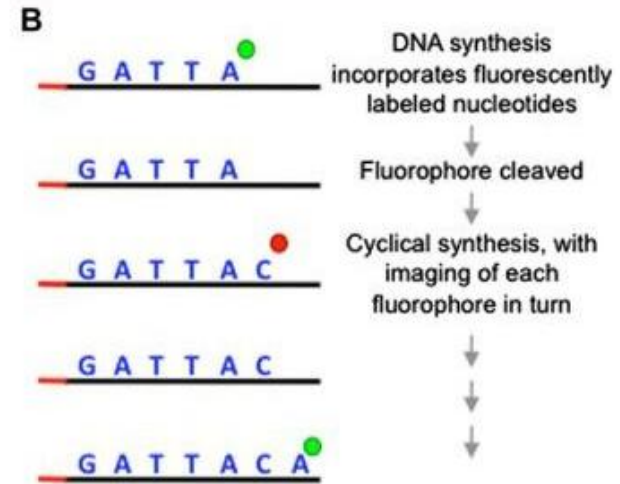 B
G A T T A
DNA synthesis
incorporates fluorescently
labeled nucleotides
G A T T A
Fluorophore cleaved
G A T T A C
Cyclical synthesis, with
imaging of each
fluorophore in turn
G A T T A C
G A T T A C A